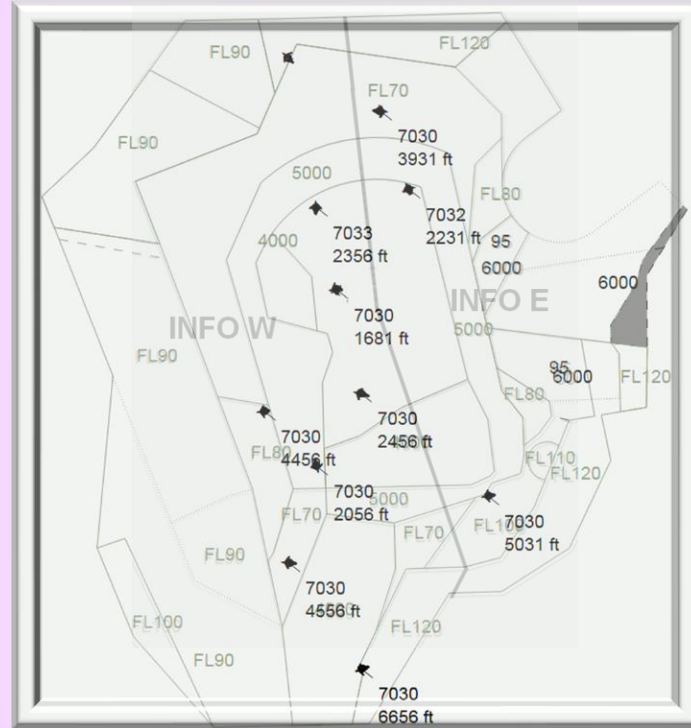 FL120
FL90
FL70
7030
3931 ft
FL90
5000
FL80
7032
2231 ft
7033
2356 ft
4000
95
6000
6000
INFO E
7030
1681 ft
INFO W
5000
FL90
95
6000
FL120
FL80
7030
2456 ft
7030
4456 ft
FL80
FL110
FL120
7030
2056 ft
5000
FL70
7030
5031 ft
FL70
FL90
7030
4556 ft
FL100
FL120
FL90
7030
6656 ft